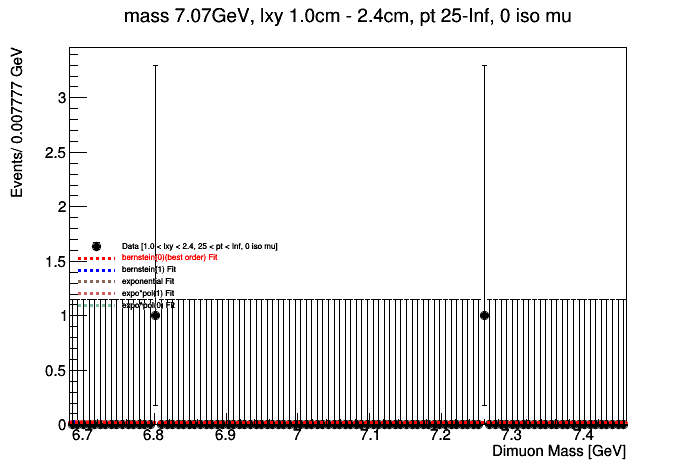 mass 7.07GeV, lxy 1.0cm - 2.4cm, pt 25-Inf, 0 iso mu
Events/ 0.007777 GeV
3
2.5
2
Data [1.0 < lxy < 2.4, 25 < pt < Inf, 0 iso mu]
bernstein(0)(best order) Fit
1.5
bernstein(1) Fit
exponential Fit
expo*pol(1) Fit
expo*pol(0) Fit
1
0.5
0
6.7 6.8 6.9 7 7.1 7.2 7.3 7.4
Dimuon Mass [GeV]